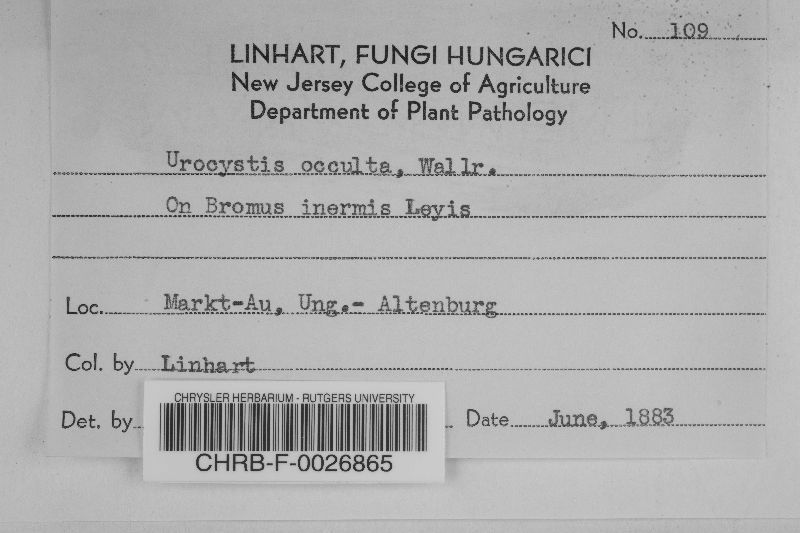 No. 109
LINHART, FUNGI HUNGARICI
New Jersey College of Agriculture
Department of Plant Pathology
Urocystis occulta, Wallr.
On Bromus inermis Leyis
Loc. Markt-Au, Ung.- Altenburg
Col. by Linhart
Det. by
Date June, 1883
CHRYSLER HERBARIUM - RUTGERS UNIVERSITY
CHRB-F-0026865